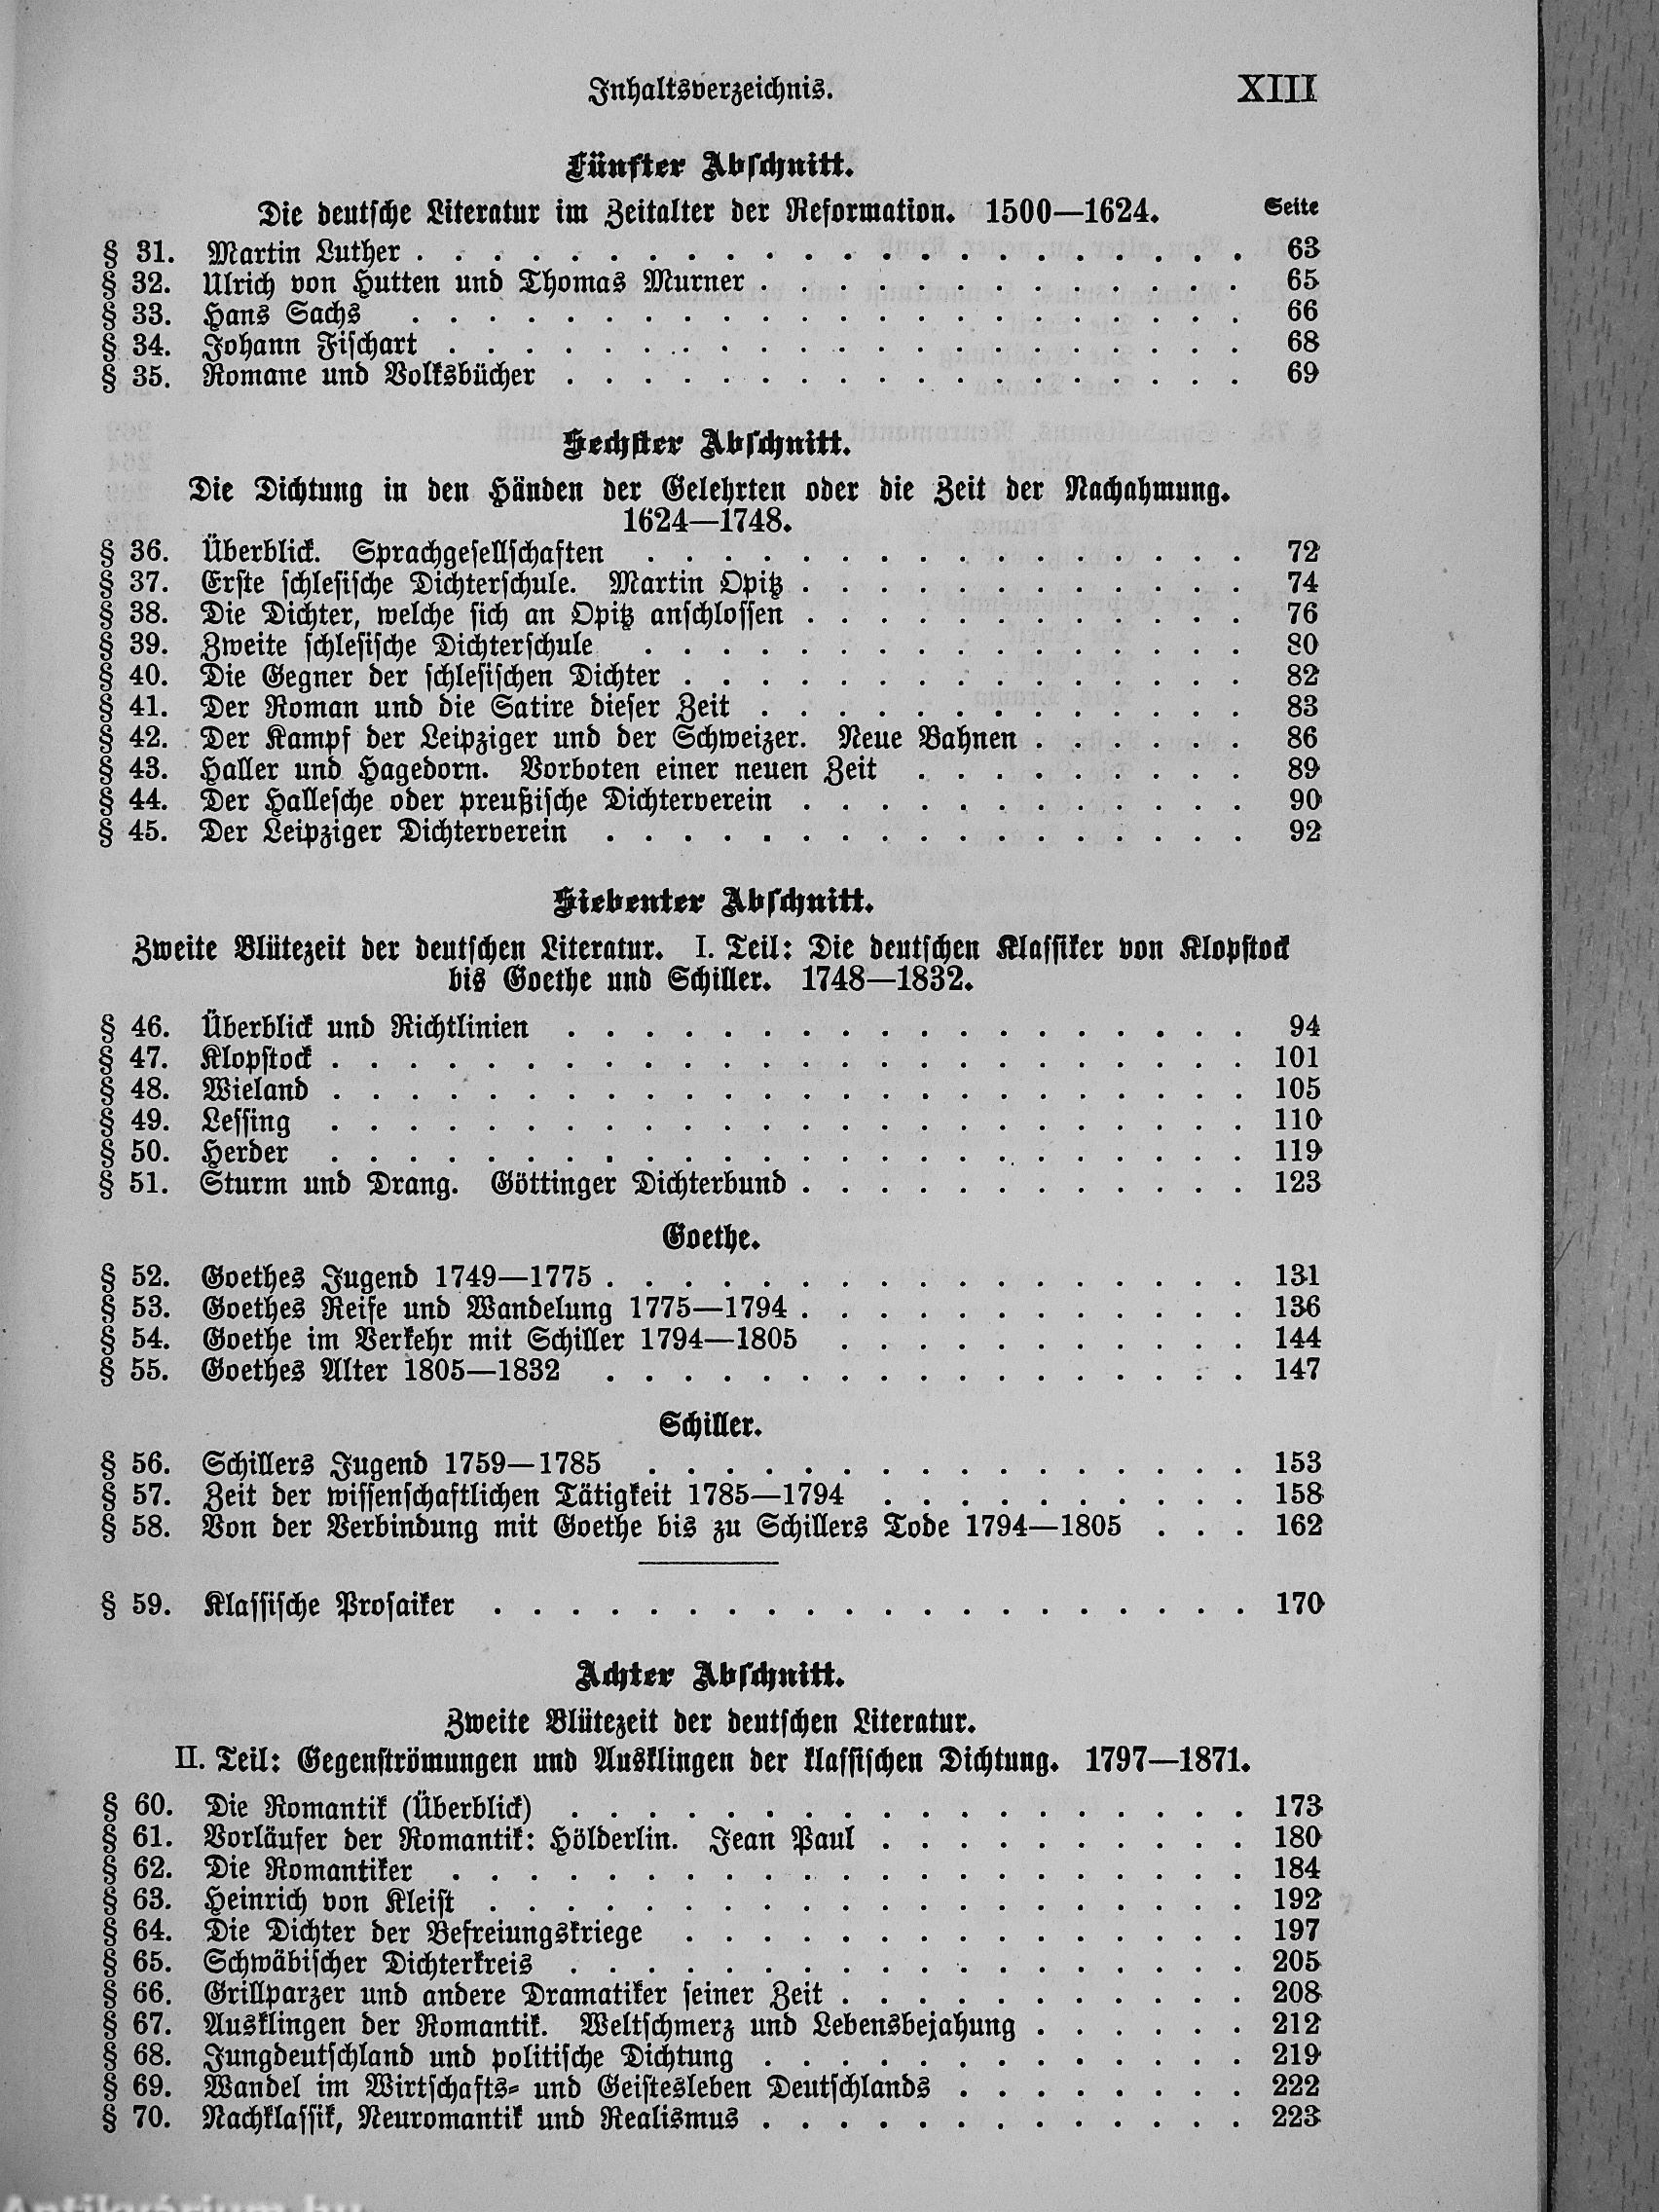 Inhaltsverzeichnis. XIII
Fünfter Abschnitt.
Die deutsche Literatur im Zeitalter der Reformation. 1500—1624. Seite
§ 31. Martin Luther . . . . . . . . . . . . . . . . . . . . . . 63
§ 32. Ulrich von Hutten und Thomas Murner . . . . . . . . . . . . . 65
§ 33. Hans Sachs . . . . . . . . . . . . . . . . . . . . . . 66
§ 34. Johann Fischart . . . . . . . . . . . . . . . . . . . . . 68
§ 35. Romane und Volksbücher . . . . . . . . . . . . . . . . . . 69
Sechster Abschnitt.
Die Dichtung in den Händen der Gelehrten oder die Zeit der Nachahmung.
1624—1748.
§ 36. Überblick. Sprachgesellschaften . . . . . . . . . . . . . . . . 72
§ 37. Erste schlesische Dichterschule. Martin Opitz . . . . . . . . . . . . 74
§ 38. Die Dichter, welche sich an Opitz anschlossen . . . . . . . . . . . . 76
§ 39. Zweite schlesische Dichterschule . . . . . . . . . . . . . . . . 80
§ 40. Die Gegner der schlesischen Dichter . . . . . . . . . . . . . . . 82
§ 41. Der Roman und die Satire dieser Zeit . . . . . . . . . . . . . 83
§ 42. Der Kampf der Leipziger und der Schweizer. Neue Bahnen . . . . . . 86
§ 43. Haller und Hagedorn. Vorboten einer neuen Zeit . . . . . . . . . 89
§ 44. Der Hallesche oder preußische Dichterverein . . . . . . . . . . . . 90
§ 45. Der Leipziger Dichterverein . . . . . . . . . . . . . . . . . 92
Siebenter Abschnitt.
Zweite Blütezeit der deutschen Literatur. I. Teil: Die deutschen Klassiker von Klopstock
bis Goethe und Schiller. 1748—1832.
§ 46. Überblick und Richtlinien . . . . . . . . . . . . . . . . . . 94
§ 47. Klopstock . . . . . . . . . . . . . . . . . . . . . . . . 101
§ 48. Wieland . . . . . . . . . . . . . . . . . . . . . . . . 105
§ 49. Lessing . . . . . . . . . . . . . . . . . . . . . . . . 110
§ 50. Herder . . . . . . . . . . . . . . . . . . . . . . . . 119
§ 51. Sturm und Drang. Göttinger Dichterbund . . . . . . . . . . . . 123
Goethe.
§ 52. Goethes Jugend 1749—1775 . . . . . . . . . . . . . . . . . 131
§ 53. Goethes Reife und Wandelung 1775—1794 . . . . . . . . . . . . 136
§ 54. Goethe im Verkehr mit Schiller 1794—1805 . . . . . . . . . . . 144
§ 55. Goethes Alter 1805—1832 . . . . . . . . . . . . . . . . . 147
Schiller.
§ 56. Schillers Jugend 1759—1785 . . . . . . . . . . . . . . . . 153
§ 57. Zeit der wissenschaftlichen Tätigkeit 1785—1794 . . . . . . . . . . 158
§ 58. Von der Verbindung mit Goethe bis zu Schillers Tode 1794—1805 . . . 162
§ 59. Klassische Prosaiker . . . . . . . . . . . . . . . . . . . . 170
Achter Abschnitt.
Zweite Blütezeit der deutschen Literatur.
II. Teil: Gegenströmungen und Ausklingen der klassischen Dichtung. 1797—1871.
§ 60. Die Romantik (Überblick) . . . . . . . . . . . . . . . . . . 173
§ 61. Vorläufer der Romantik: Hölderlin. Jean Paul . . . . . . . . . . 180
§ 62. Die Romantiker . . . . . . . . . . . . . . . . . . . . . 184
§ 63. Heinrich von Kleist . . . . . . . . . . . . . . . . . . . . 192
§ 64. Die Dichter der Befreiungskriege . . . . . . . . . . . . . . . 197
§ 65. Schwäbischer Dichterkreis . . . . . . . . . . . . . . . . . . 205
§ 66. Grillparzer und andere Dramatiker seiner Zeit . . . . . . . . . . . 208
§ 67. Ausklingen der Romantik. Weltschmerz und Lebensbejahung . . . . . . 212
§ 68. Jungdeutschland und politische Dichtung . . . . . . . . . . . . . 219
§ 69. Wandel im Wirtschafts- und Geistesleben Deutschlands . . . . . . . . 222
§ 70. Nachklassik, Neuromantik und Realismus . . . . . . . . . . . . . 223
Antikvárium.hu